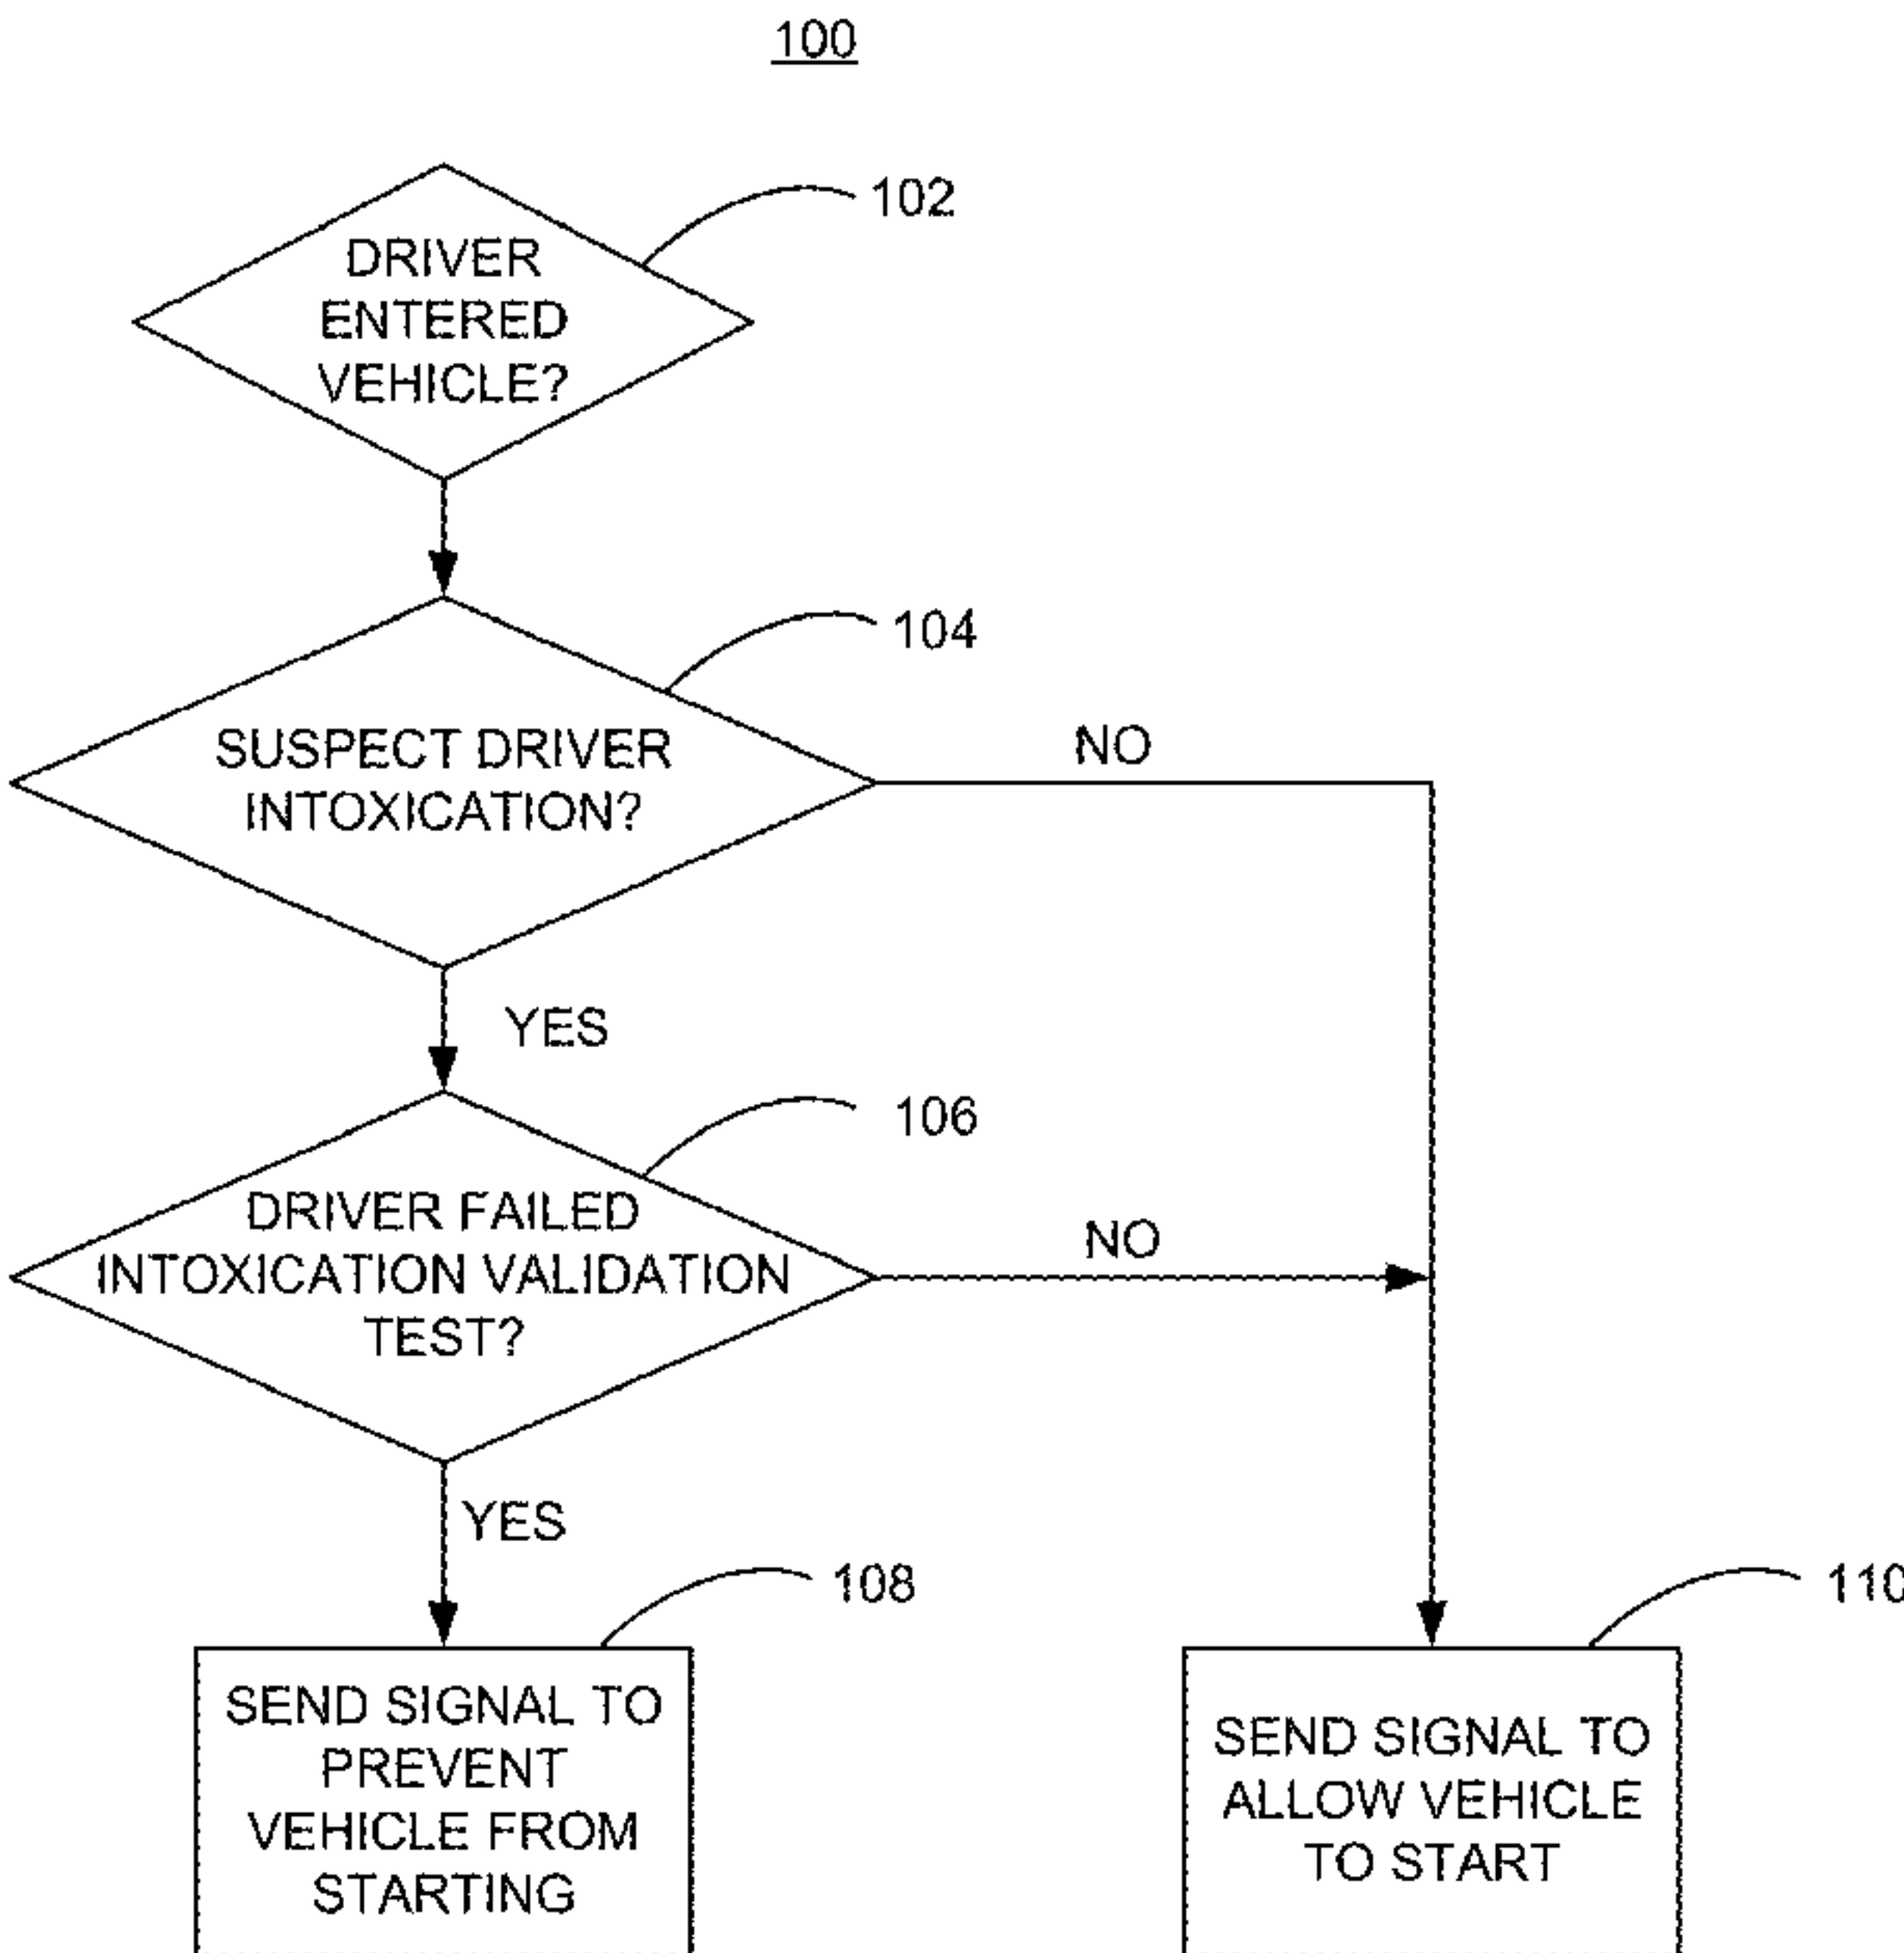 100
102
DRIVER
ENTERED
VEHICLE?
104
SUSPECT DRIVER
INTOXICATION?
NO
YES
106
DRIVER FAILED
INTOXICATION VALIDATION
TEST?
NO
YES
108
SEND SIGNAL TO
PREVENT
VEHICLE FROM
STARTING
110
SEND SIGNAL TO
ALLOW VEHICLE
TO START